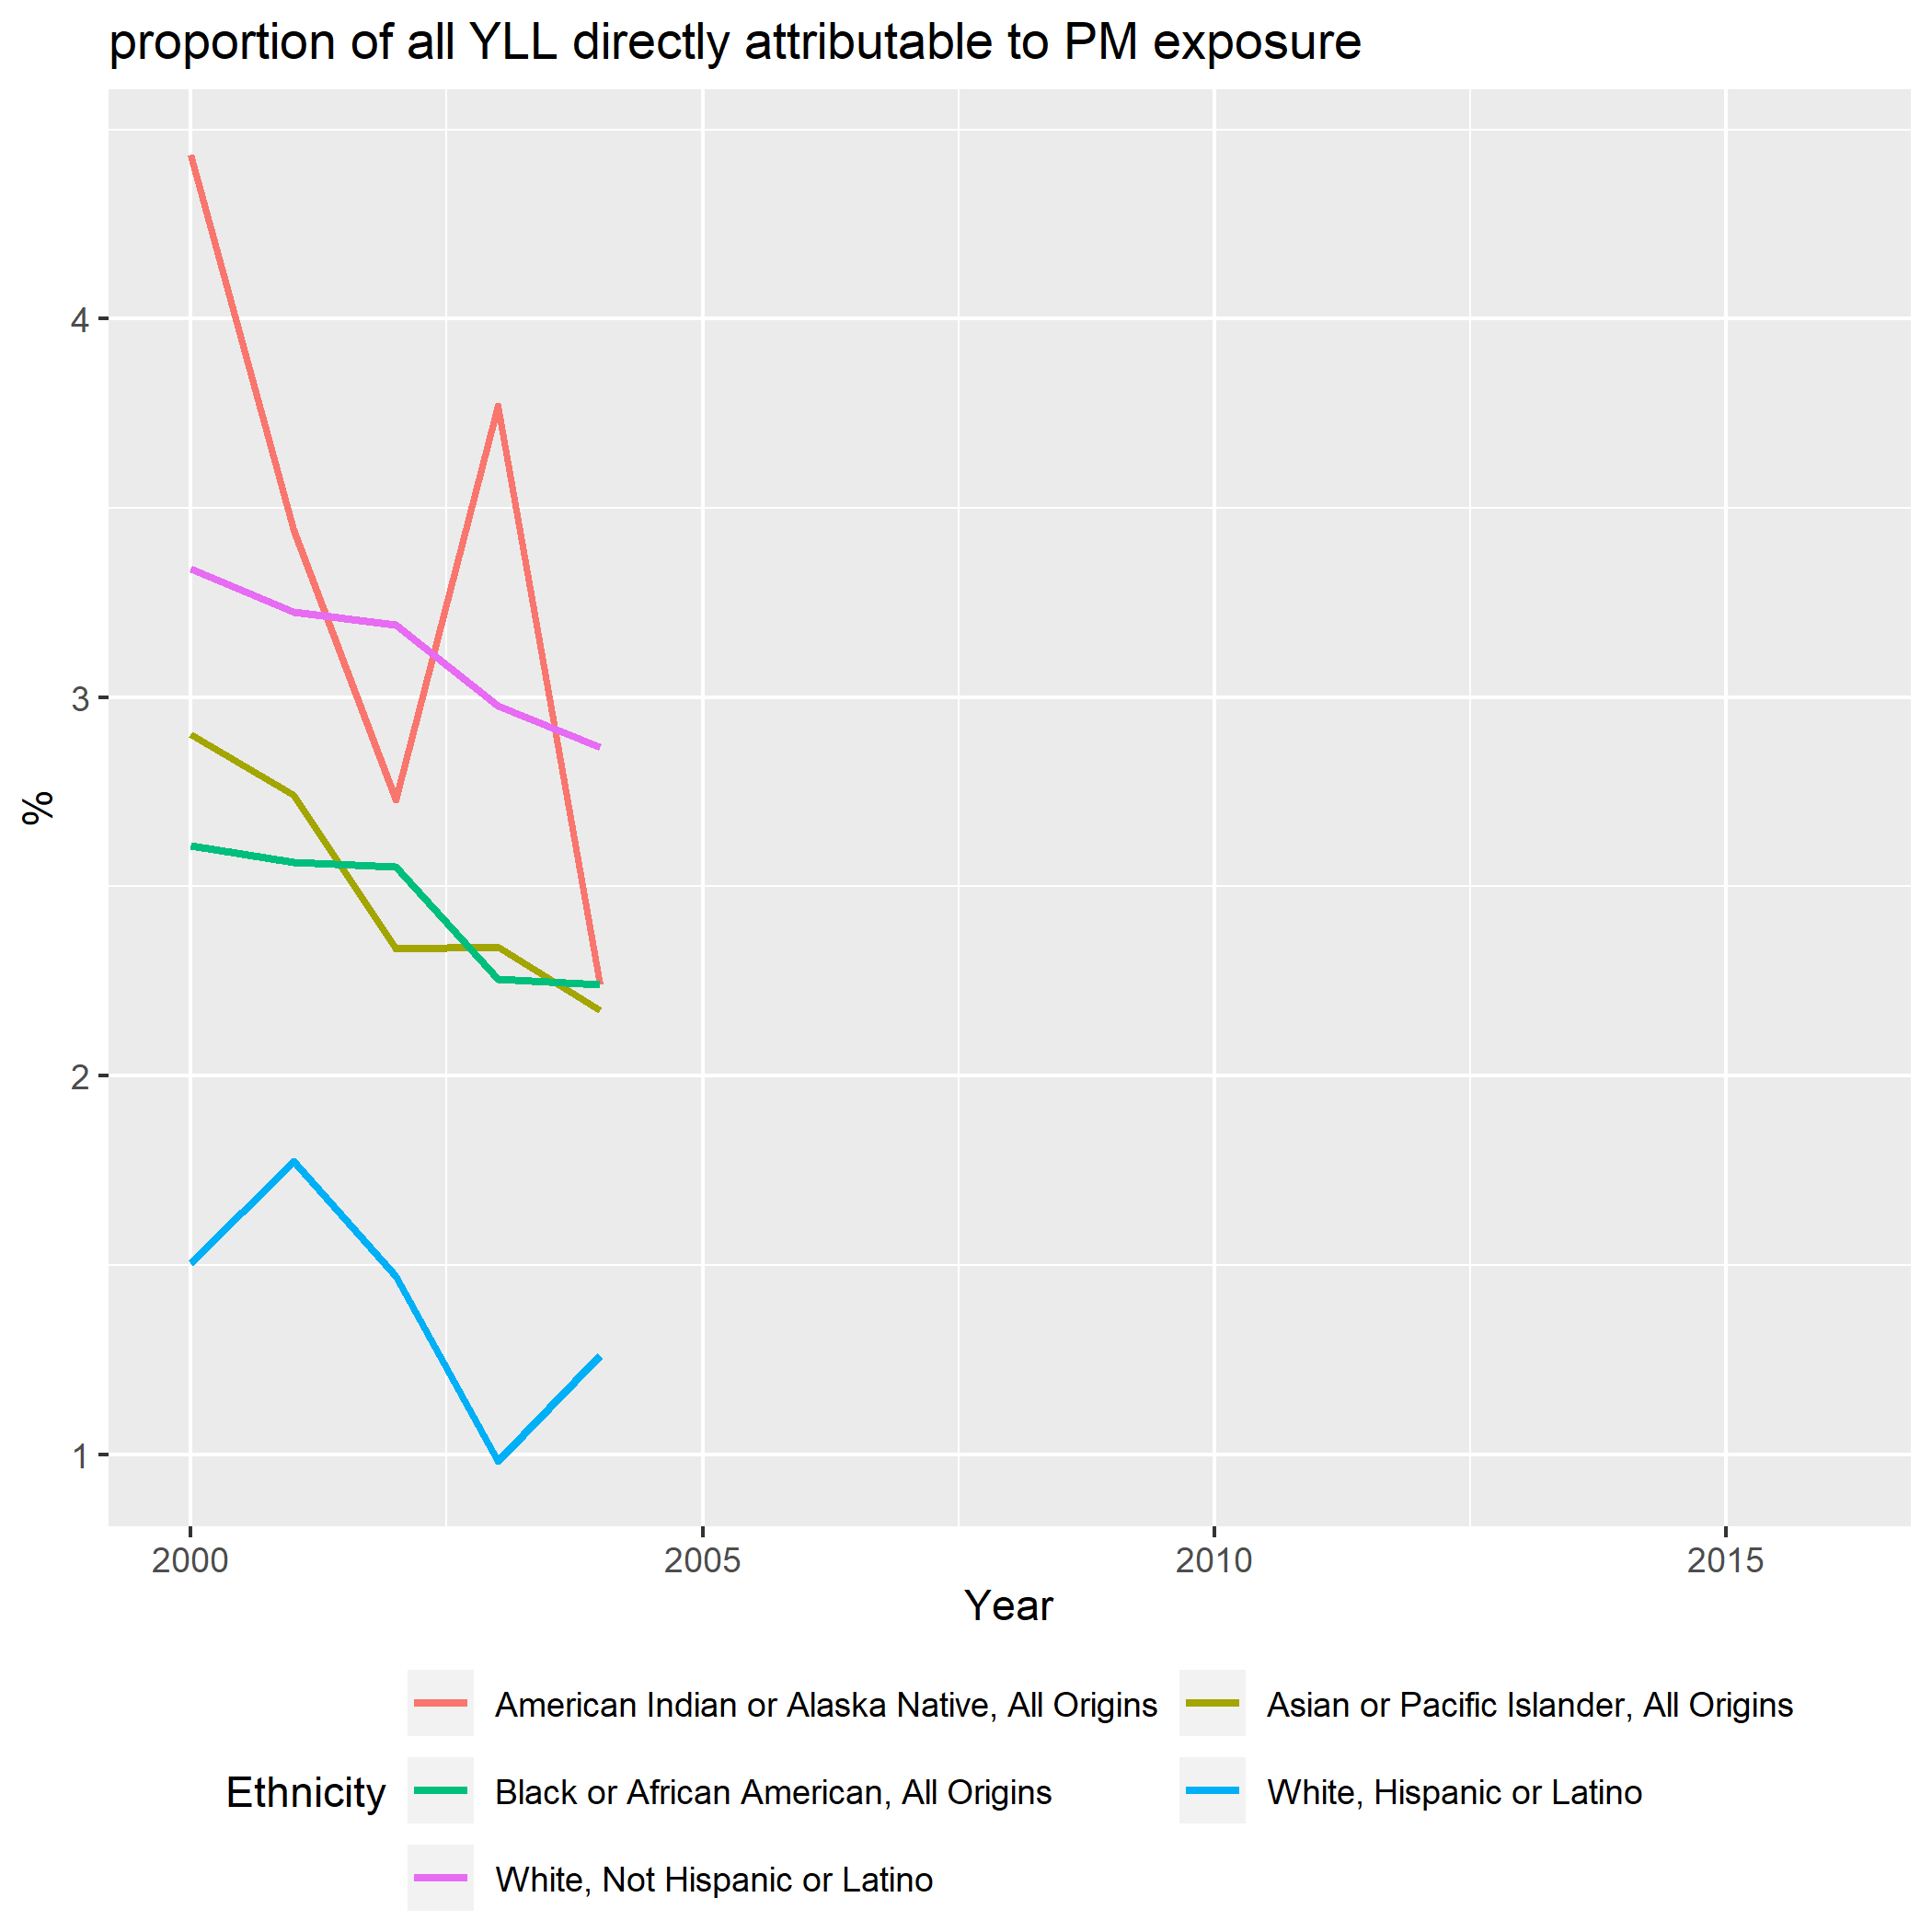 proportion of all YLL directly attributable to PM exposure
4
3
2
1
%
2000 2005 2010 2015
Year
Ethnicity
American Indian or Alaska Native, All Origins
Asian or Pacific Islander, All Origins
Black or African American, All Origins
White, Hispanic or Latino
White, Not Hispanic or Latino